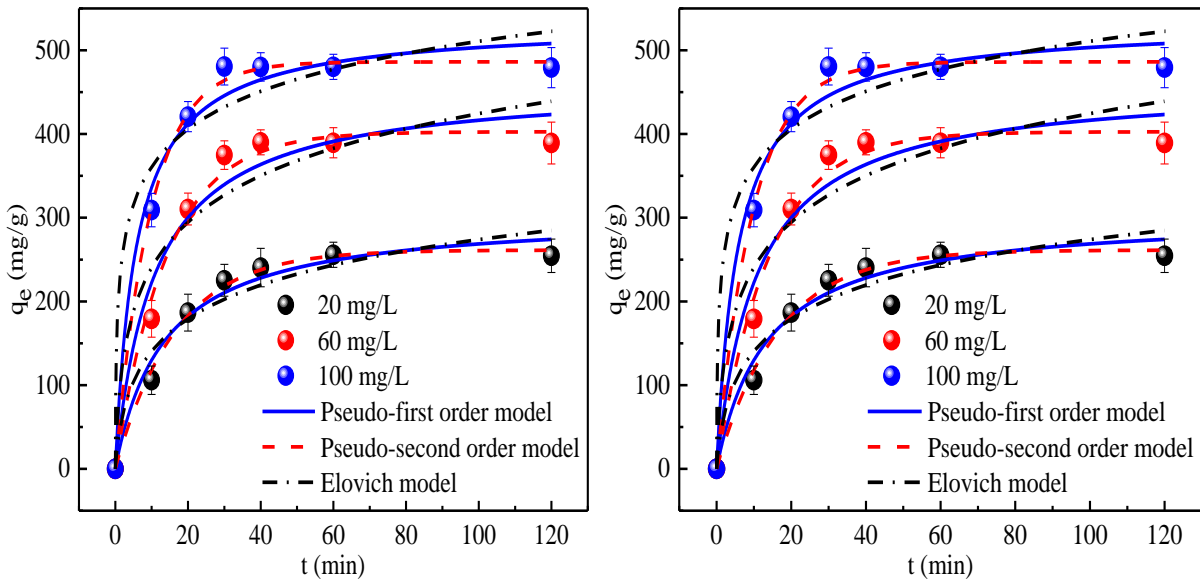 500
400
300
200
100
0
q_e (mg/g)
20 mg/L
60 mg/L
100 mg/L
Pseudo-first order model
Pseudo-second order model
Elovich model
0 20 40 60 80 100 120
t (min)
500
400
300
200
100
0
q_e (mg/g)
20 mg/L
60 mg/L
100 mg/L
Pseudo-first order model
Pseudo-second order model
Elovich model
0 20 40 60 80 100 120
t (min)